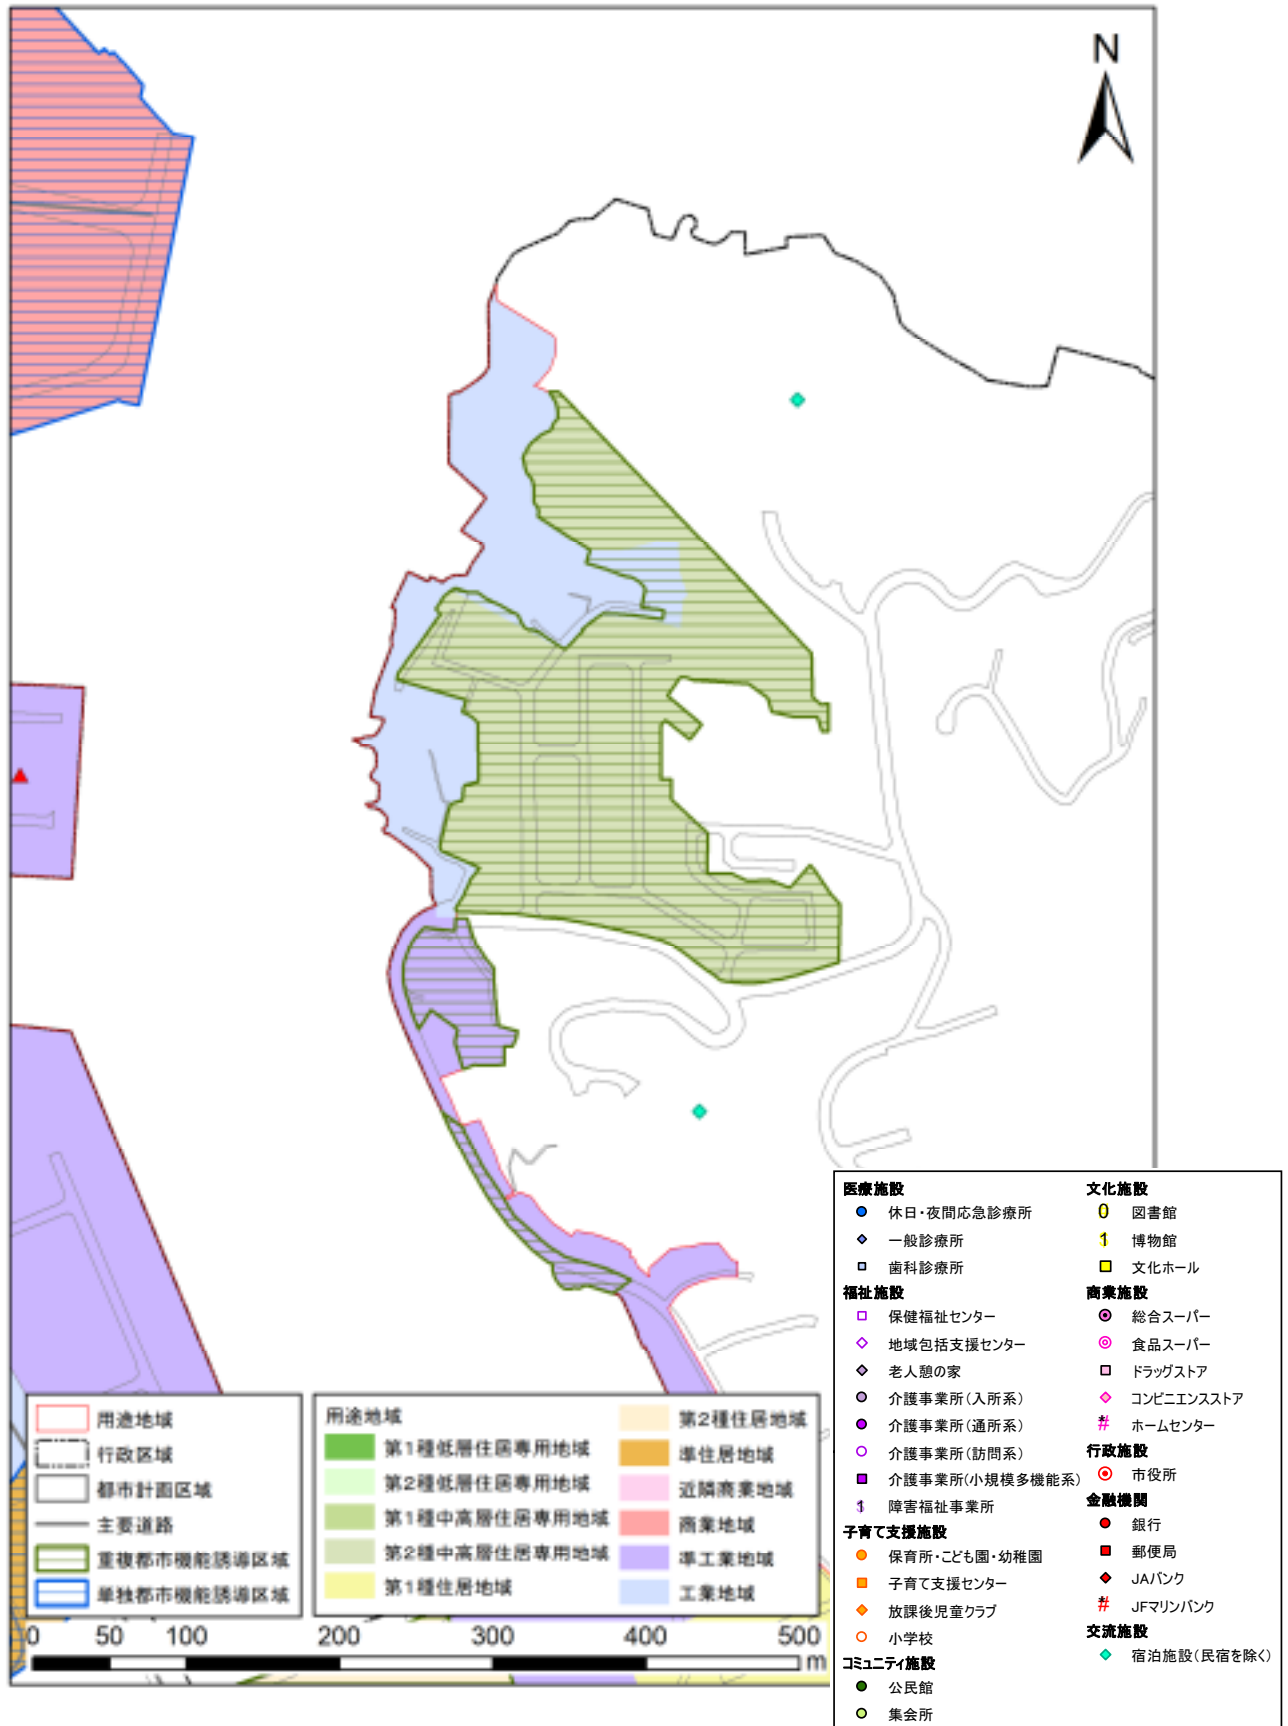 N
医療施設
休日・夜間応急診療所
一般診療所
歯科診療所
福祉施設
保健福祉センター
地域包括支援センター
老人憩の家
介護事業所(入所系)
介護事業所(通所系)
介護事業所(訪問系)
介護事業所(小規模多機能系)
障害福祉事業所
子育て支援施設
保育所・こども園・幼稚園
子育て支援センター
放課後児童クラブ
小学校
コミュニティ施設
公民館
集会所
文化施設
図書館
博物館
文化ホール
商業施設
総合スーパー
食品スーパー
ドラッグストア
コンビニエンスストア
ホームセンター
行政施設
市役所
金融機関
銀行
郵便局
JAバンク
JFマリンバンク
交流施設
宿泊施設(民宿を除く)
用途地域
行政区域
都市計画区域
主要道路
重複都市機能誘導区域
単独都市機能誘導区域
用途地域
第1種低層住居専用地域
第2種低層住居専用地域
第1種中高層住居専用地域
第2種中高層住居専用地域
第1種住居地域
第2種住居地域
準住居地域
近隣商業地域
商業地域
準工業地域
工業地域
0 50 100 200 300 400 500
m